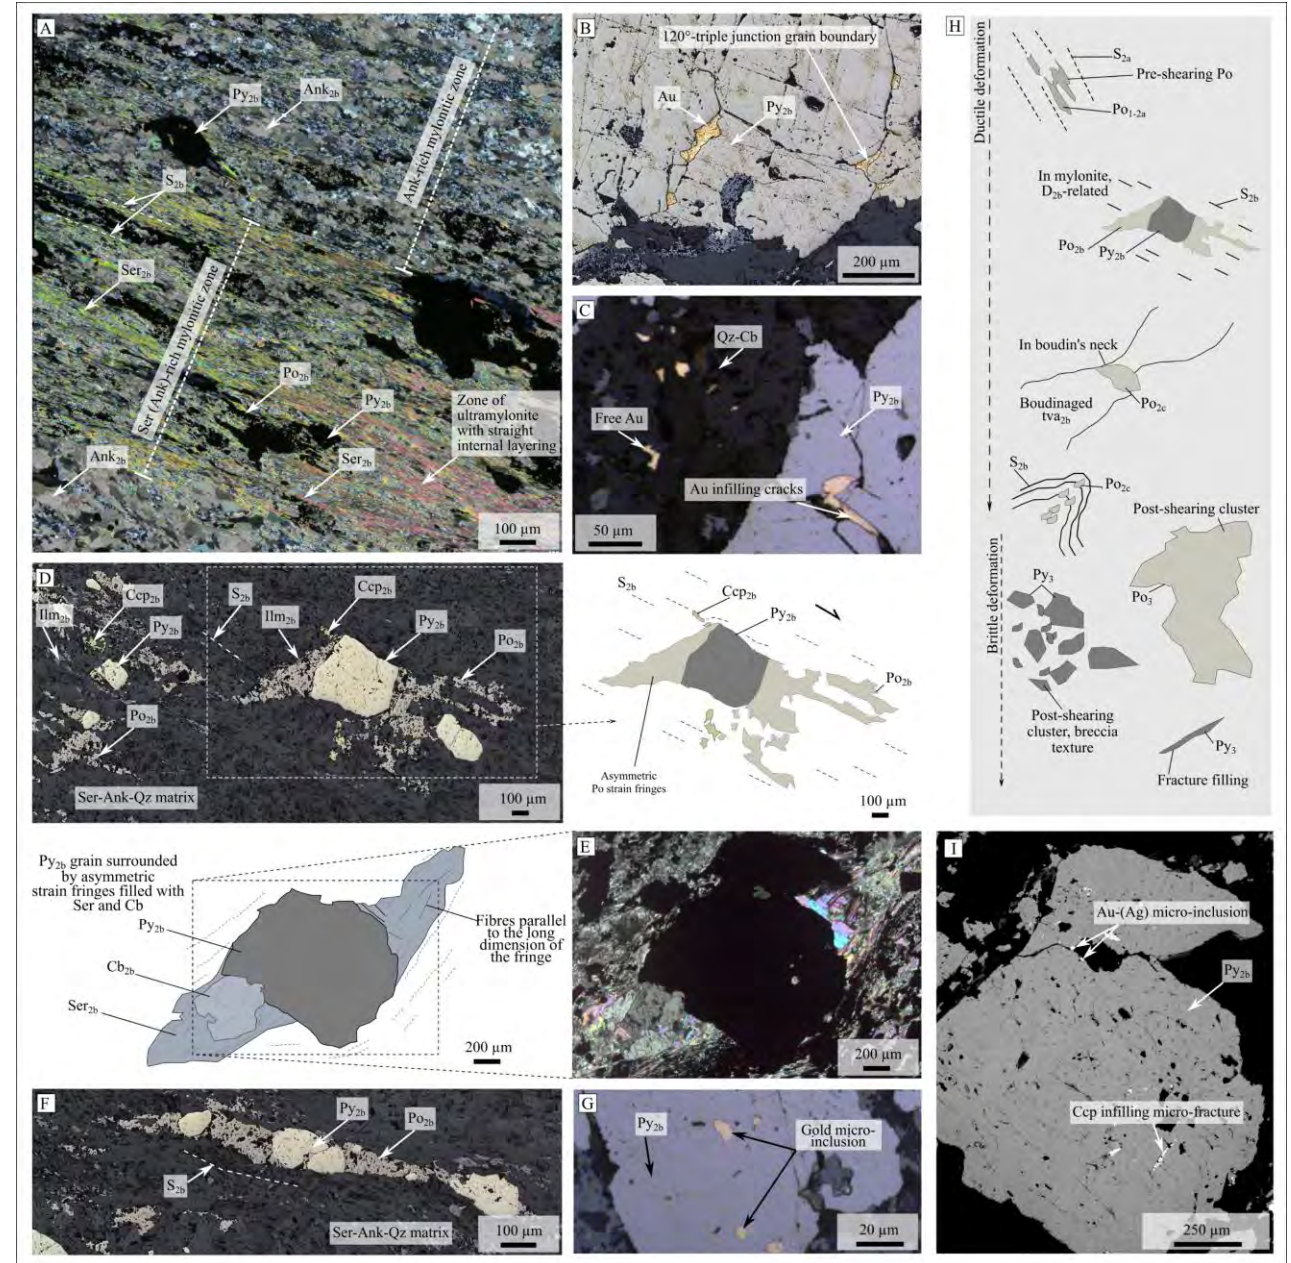 A
Py2b
Ank2b
S2b
Ser2b
Ank-rich mylonitic zone
Ser (Ank)-rich mylonitic zone
Po2b
Py2b
Zone of
ultramylonite
with straight
internal layering
Ank2b
Ser2b
100 µm
B
120°-triple junction grain boundary
Au
Py2b
200 µm
C
Qz-Cb
Py2b
Free Au
Au infilling cracks
50 µm
D
Ilm2b
Ccp2b
Py2b
S2b
Ilm2b
Ccp2b
Py2b
Po2b
Po2b
Ser-Ank-Qz matrix
100 µm
S2b
Ccp2b
Py2b
Po2b
Asymmetric
Po strain fringes
100 µm
Py2b grain surrounded
by asymmetric
strain fringes filled with
Ser and Cb
Py2b
Cb2b
Ser2b
Fibres parallel
to the long
dimension of
the fringe
200 µm
E
200 µm
F
Py2b
Po2b
S2b
Ser-Ank-Qz matrix
100 µm
G
Py2b
Gold micro-
inclusion
20 µm
H
Ductile deformation
S2a
Pre-shearing Po
Po1-2a
In mylonite,
D2b-related
S2b
Po2b
Py2b
In boudin's neck
Boudinaged
tva2b
Po2c
S2b
Po2c
Post-shearing cluster
Brittle deformation
Py3
Po3
Post-shearing
cluster, breccia
texture
Py3
Fracture filling
I
Au-(Ag) micro-inclusion
Py2b
Ccp infilling micro-fracture
250 µm